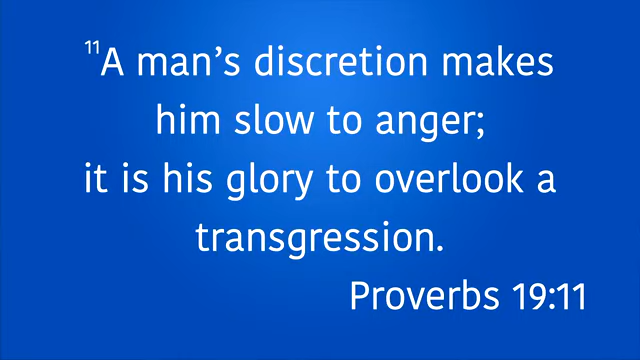 ¹¹A man’s discretion makes
him slow to anger;
it is his glory to overlook a
transgression.
Proverbs 19:11